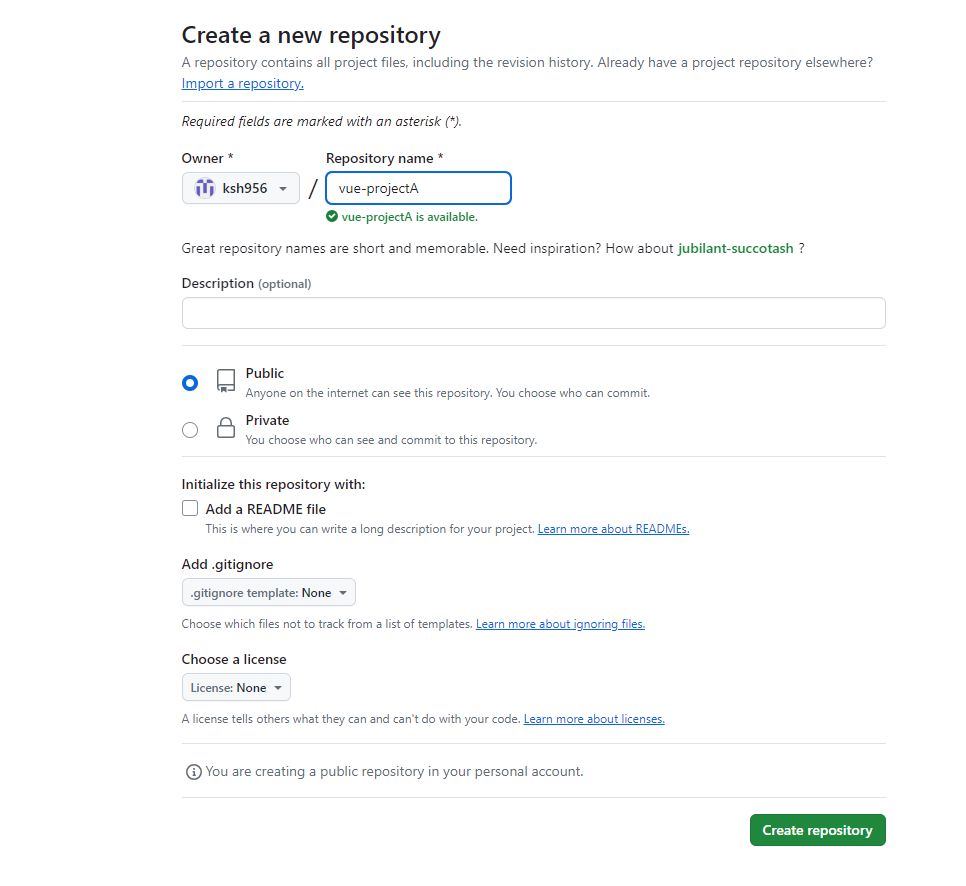 Create a new repository
A repository contains all project files, including the revision history. Already have a project repository elsewhere?
Import a repository.
Required fields are marked with an asterisk (*).
Owner * Repository name *
ksh956 / vue-projectA
vue-projectA is available.
Great repository names are short and memorable. Need inspiration? How about jubilant-succotash ?
Description (optional)
Public
Anyone on the internet can see this repository. You choose who can commit.
Private
You choose who can see and commit to this repository.
Initialize this repository with:
Add a README file
This is where you can write a long description for your project. Learn more about READMEs.
Add .gitignore
.gitignore template: None
Choose which files not to track from a list of templates. Learn more about ignoring files.
Choose a license
License: None
A license tells others what they can and can't do with your code. Learn more about licenses.
You are creating a public repository in your personal account.
Create repository